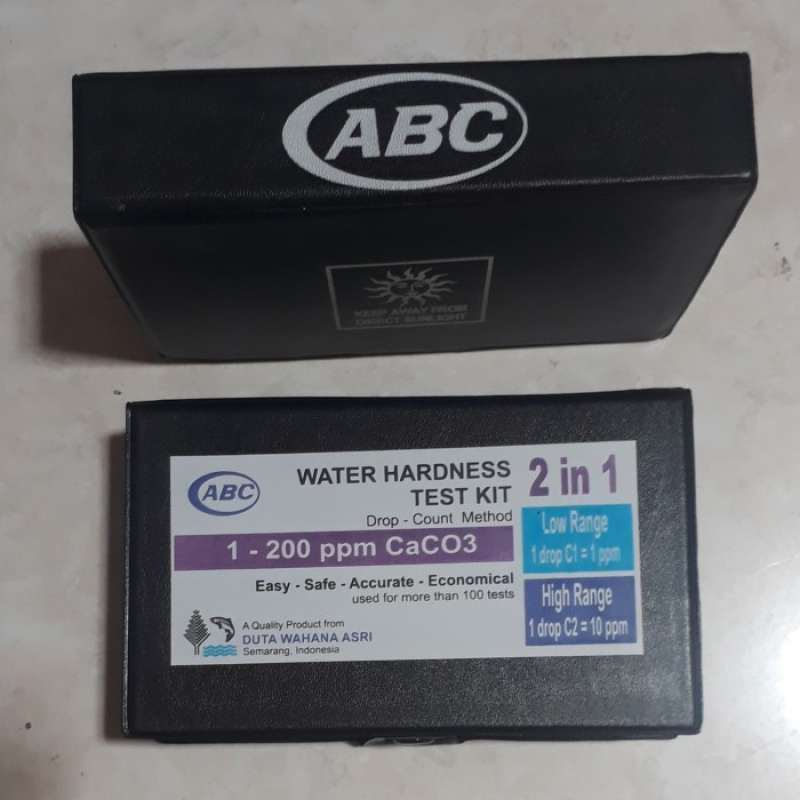 ABC
KEEP AWAY FROM
DIRECT SUNLIGHT
ABC
WATER HARDNESS
TEST KIT
2 in 1
Drop - Count Method
1 - 200 ppm CaCO3
Easy - Safe - Accurate - Economical
used for more than 100 tests
Low Range
1 drop C1 = 1 ppm
High Range
1 drop C2 = 10 ppm
A Quality Product from
DUTA WAHANA ASRI
Semarang, Indonesia